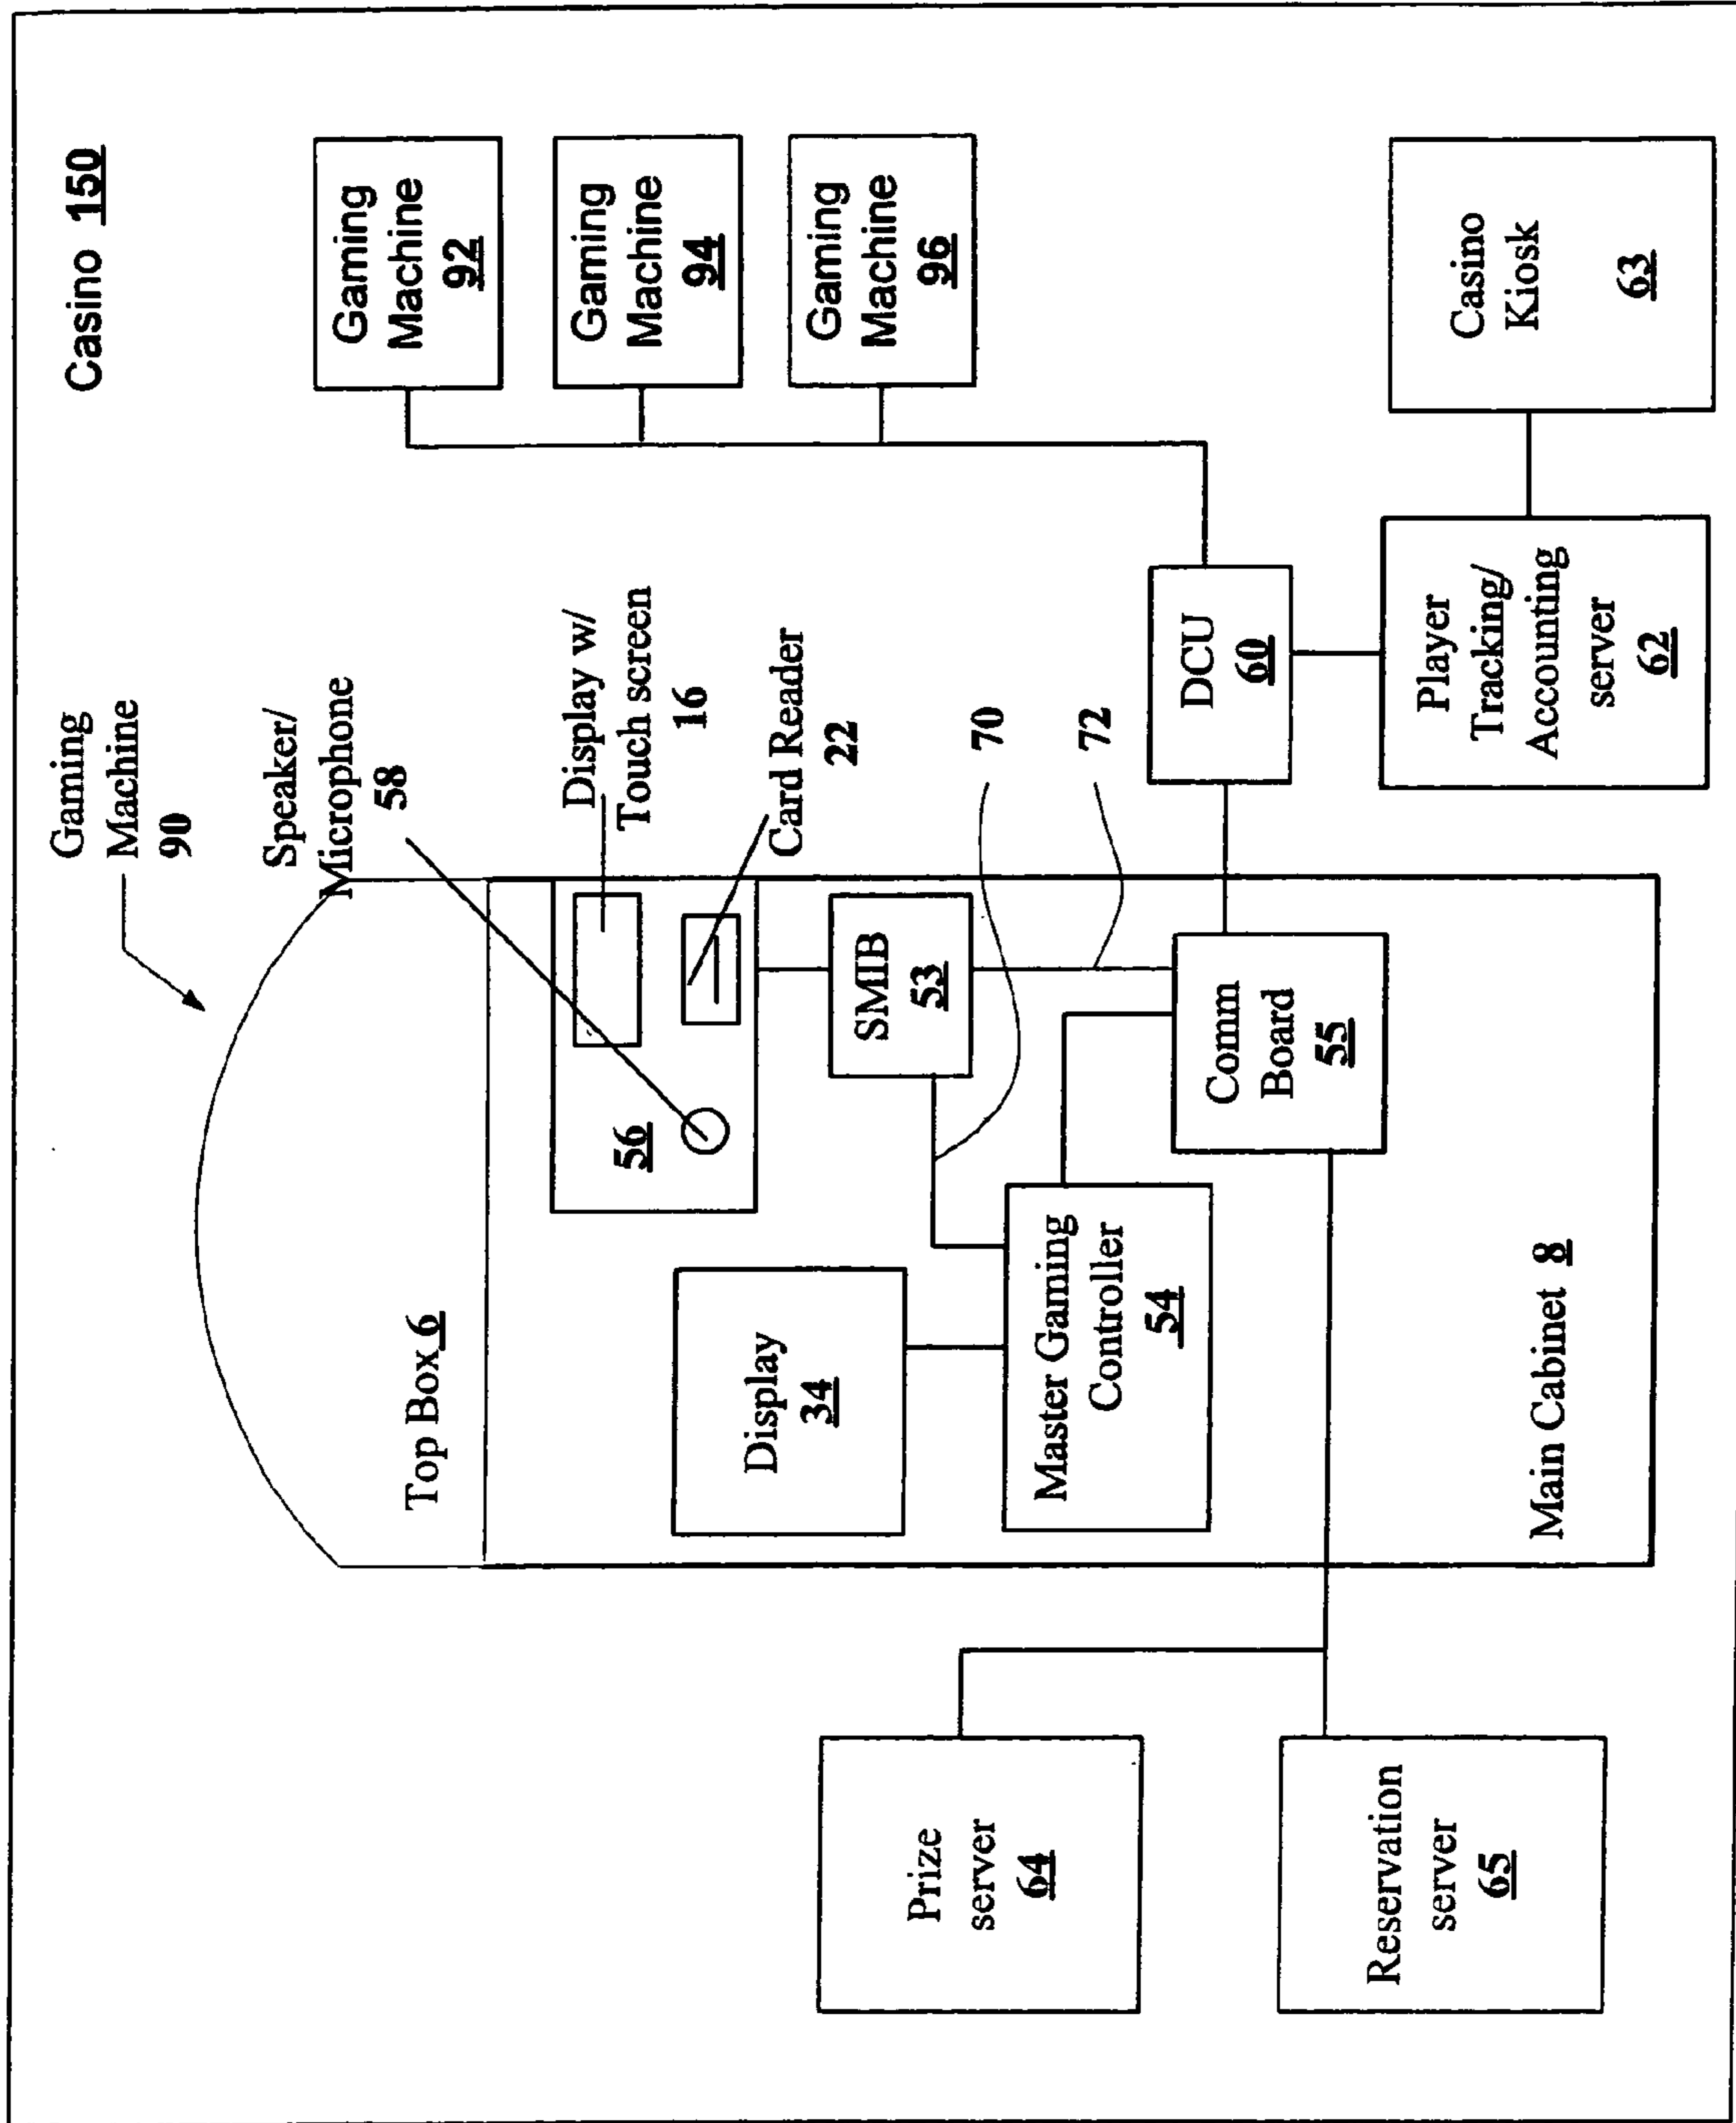 Casino 150
Gaming
Machine
90
Speaker/
Microphone
58
Display w/
Touch screen
16
Card Reader
22
70
72
Gaming
Machine
92
Gaming
Machine
94
Gaming
Machine
96
Top Box 6
56
Display
34
SMIB
53
Master Gaming
Controller
54
Comm
Board
55
Main Cabinet 8
DCU
60
Player
Tracking/
Accounting
server
62
Casino
Kiosk
63
Prize
server
64
Reservation
server
65